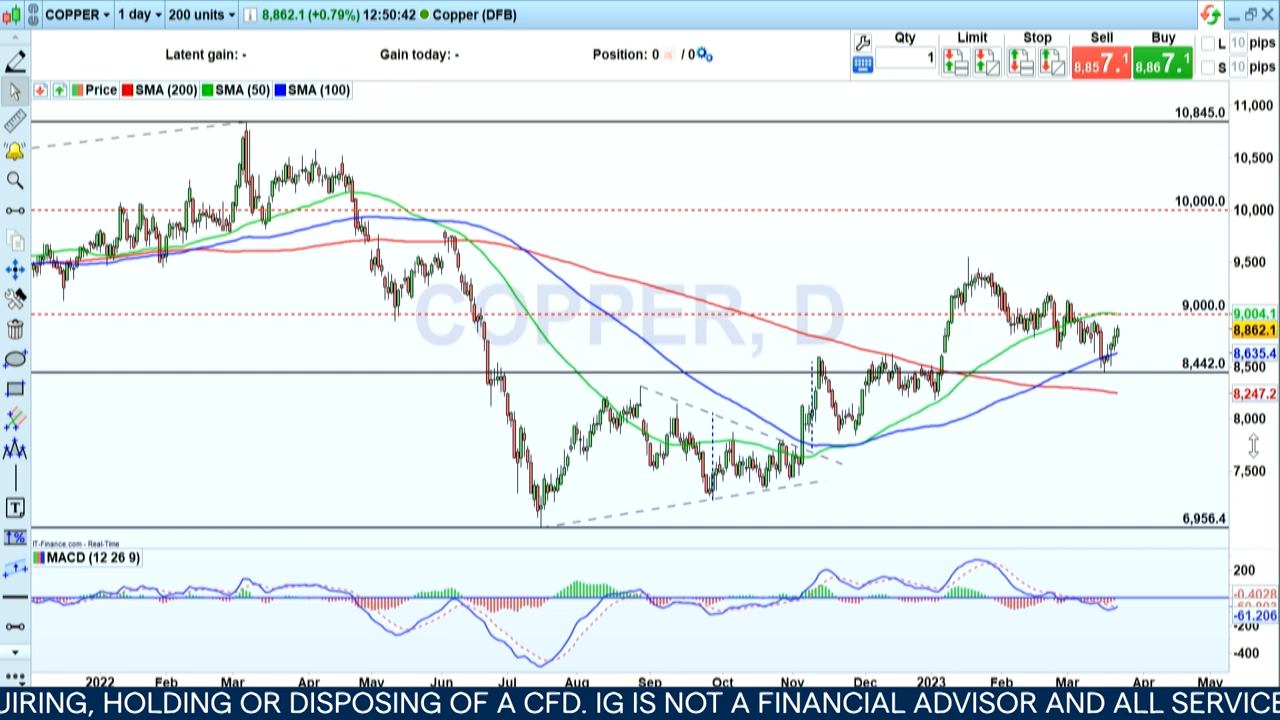 COPPER 1 day 200 units 8,862.1 (+0.79%) 12:50:42 Copper (DFB)
Latent gain: - Gain today: - Position: 0 / 0
Qty Limit Stop Sell Buy
1 8,857.1 8,867.1
L 10 pips
S 10 pips
Price SMA (200) SMA (50) SMA (100)
COPPER, D
10,845.0
10,000.0
9,000.0
8,442.0
6,956.4
11,000
10,500
10,000
9,500
9,004.1
8,862.1
8,635.4
8,500
8,247.2
8,000
7,500
IT-Finance.com - Real-Time
MACD (12 26 9)
200
-0.4028
-61.206
-200
-400
2022 Feb Mar Apr May Jun Jul Aug Sep Oct Nov Dec 2023 Feb Mar Apr May
UIRING, HOLDING OR DISPOSING OF A CFD. IG IS NOT A FINANCIAL ADVISOR AND ALL SERVICE